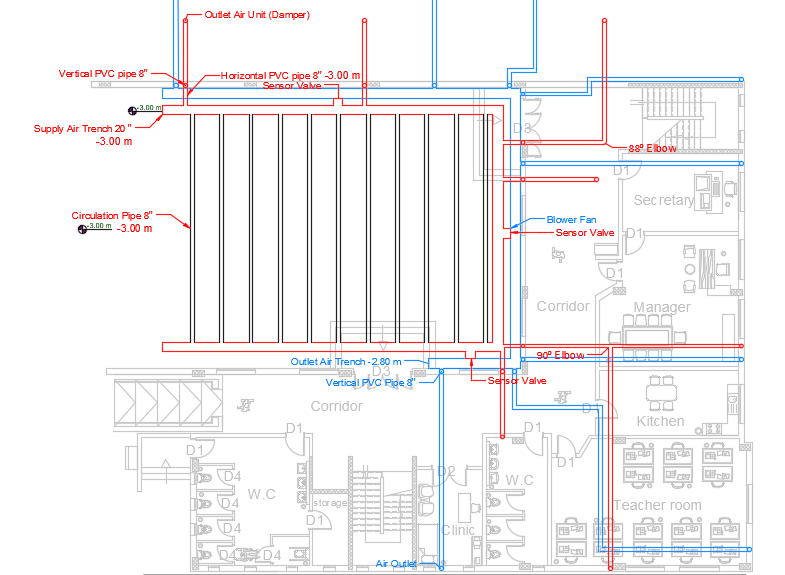 Outlet Air Unit (Damper)
Vertical PVC pipe 8"
Horizontal PVC pipe 8" -3.00 m
Sensor Valve
-3.00 m
Supply Air Trench 20 "
-3.00 m
D3
88º Elbow
D1
Secretary
Circulation Pipe 8"
-3.00 m
-3.00 m
Blower Fan
Sensor Valve
D1
D1
Corridor
Manager
90º Elbow
Outlet Air Trench -2.80 m
D3
Vertical PVC Pipe 8"
Sensor Valve
Corridor
D1
Kitchen
D1
D1
D1
D1
D2
D4
W.C
W.C
D4
storage
Teacher room
D1
D4
Clinic
D4
D4
Air Outlet